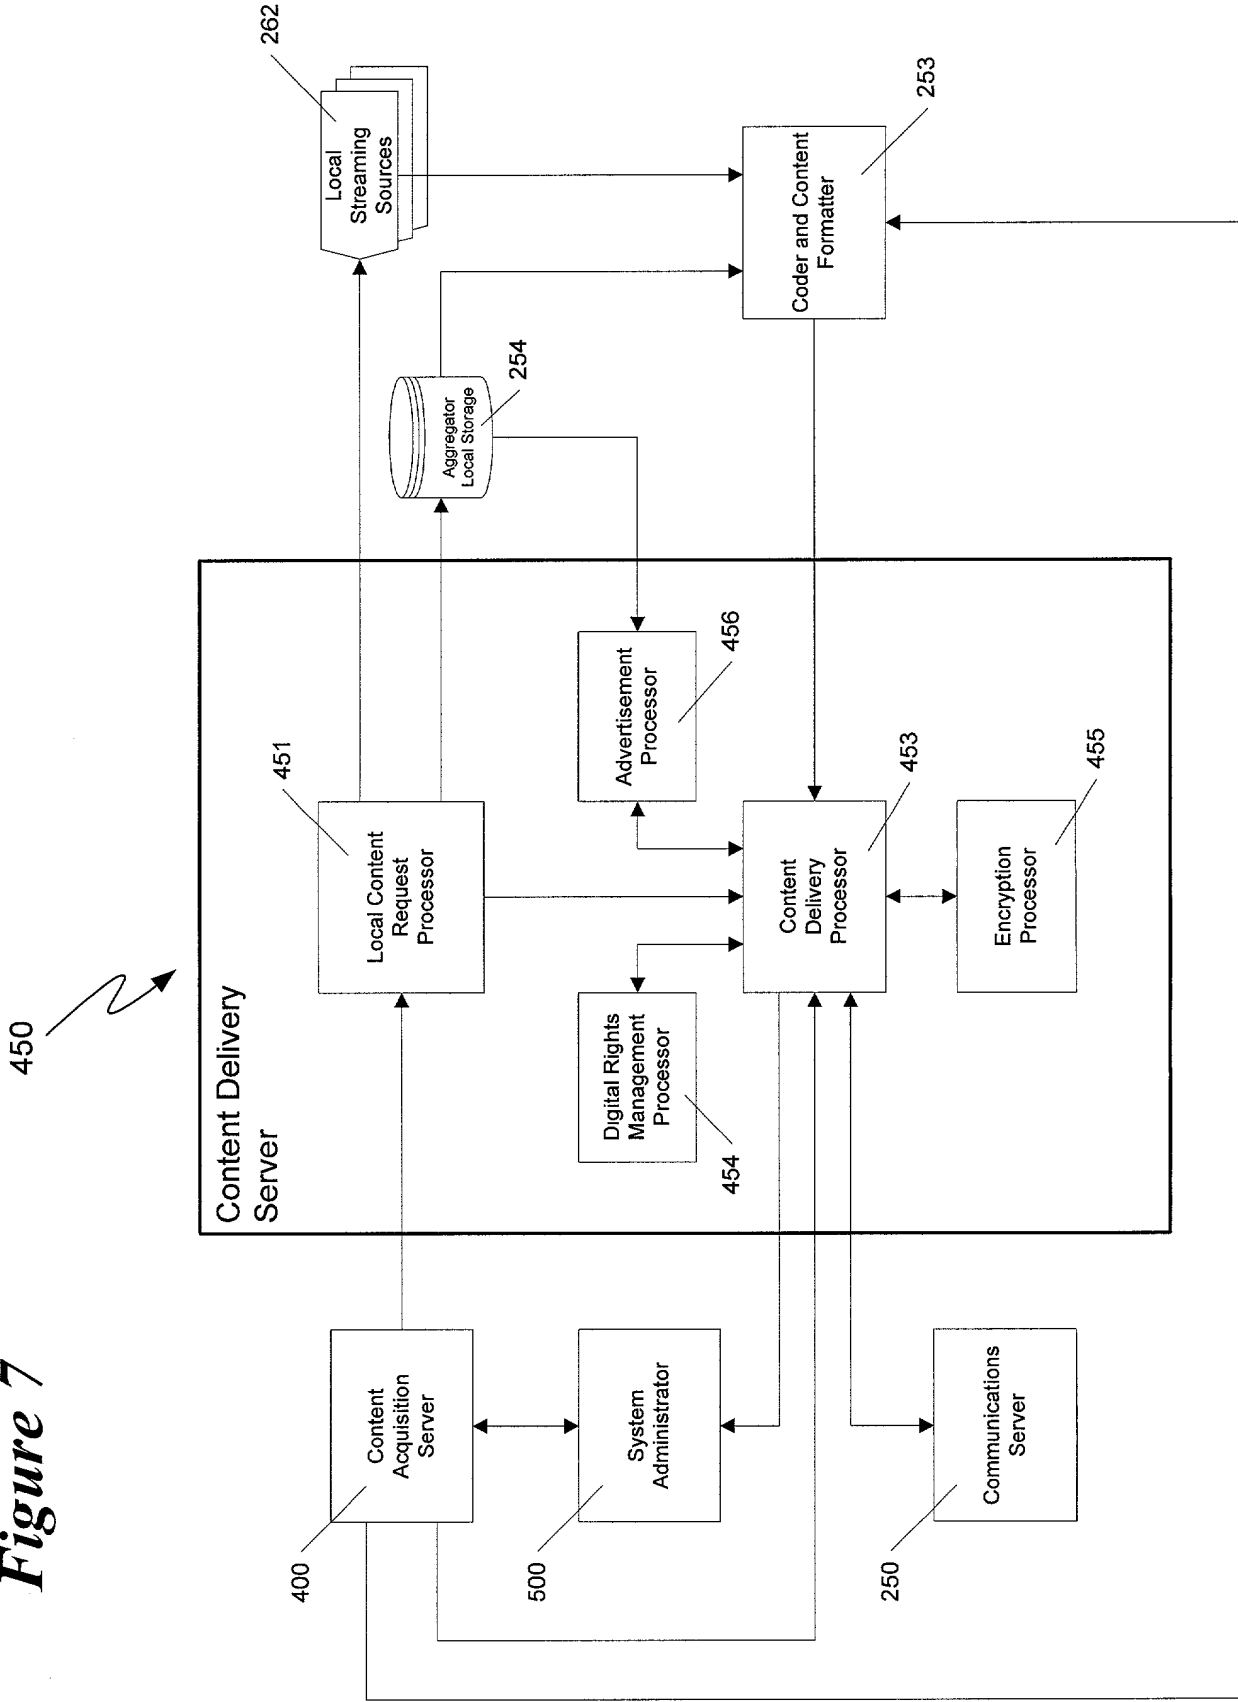 Figure 7
450
Content Delivery
Server
400
Content
Acquisition
Server
451
Local Content
Request
Processor
262
Local
Streaming
Sources
Aggregator
Local Storage
254
500
System
Administrator
Digital Rights
Management
Processor
454
Advertisement
Processor
456
Content
Delivery
Processor
453
Coder and Content
Formatter
253
250
Communications
Server
Encryption
Processor
455